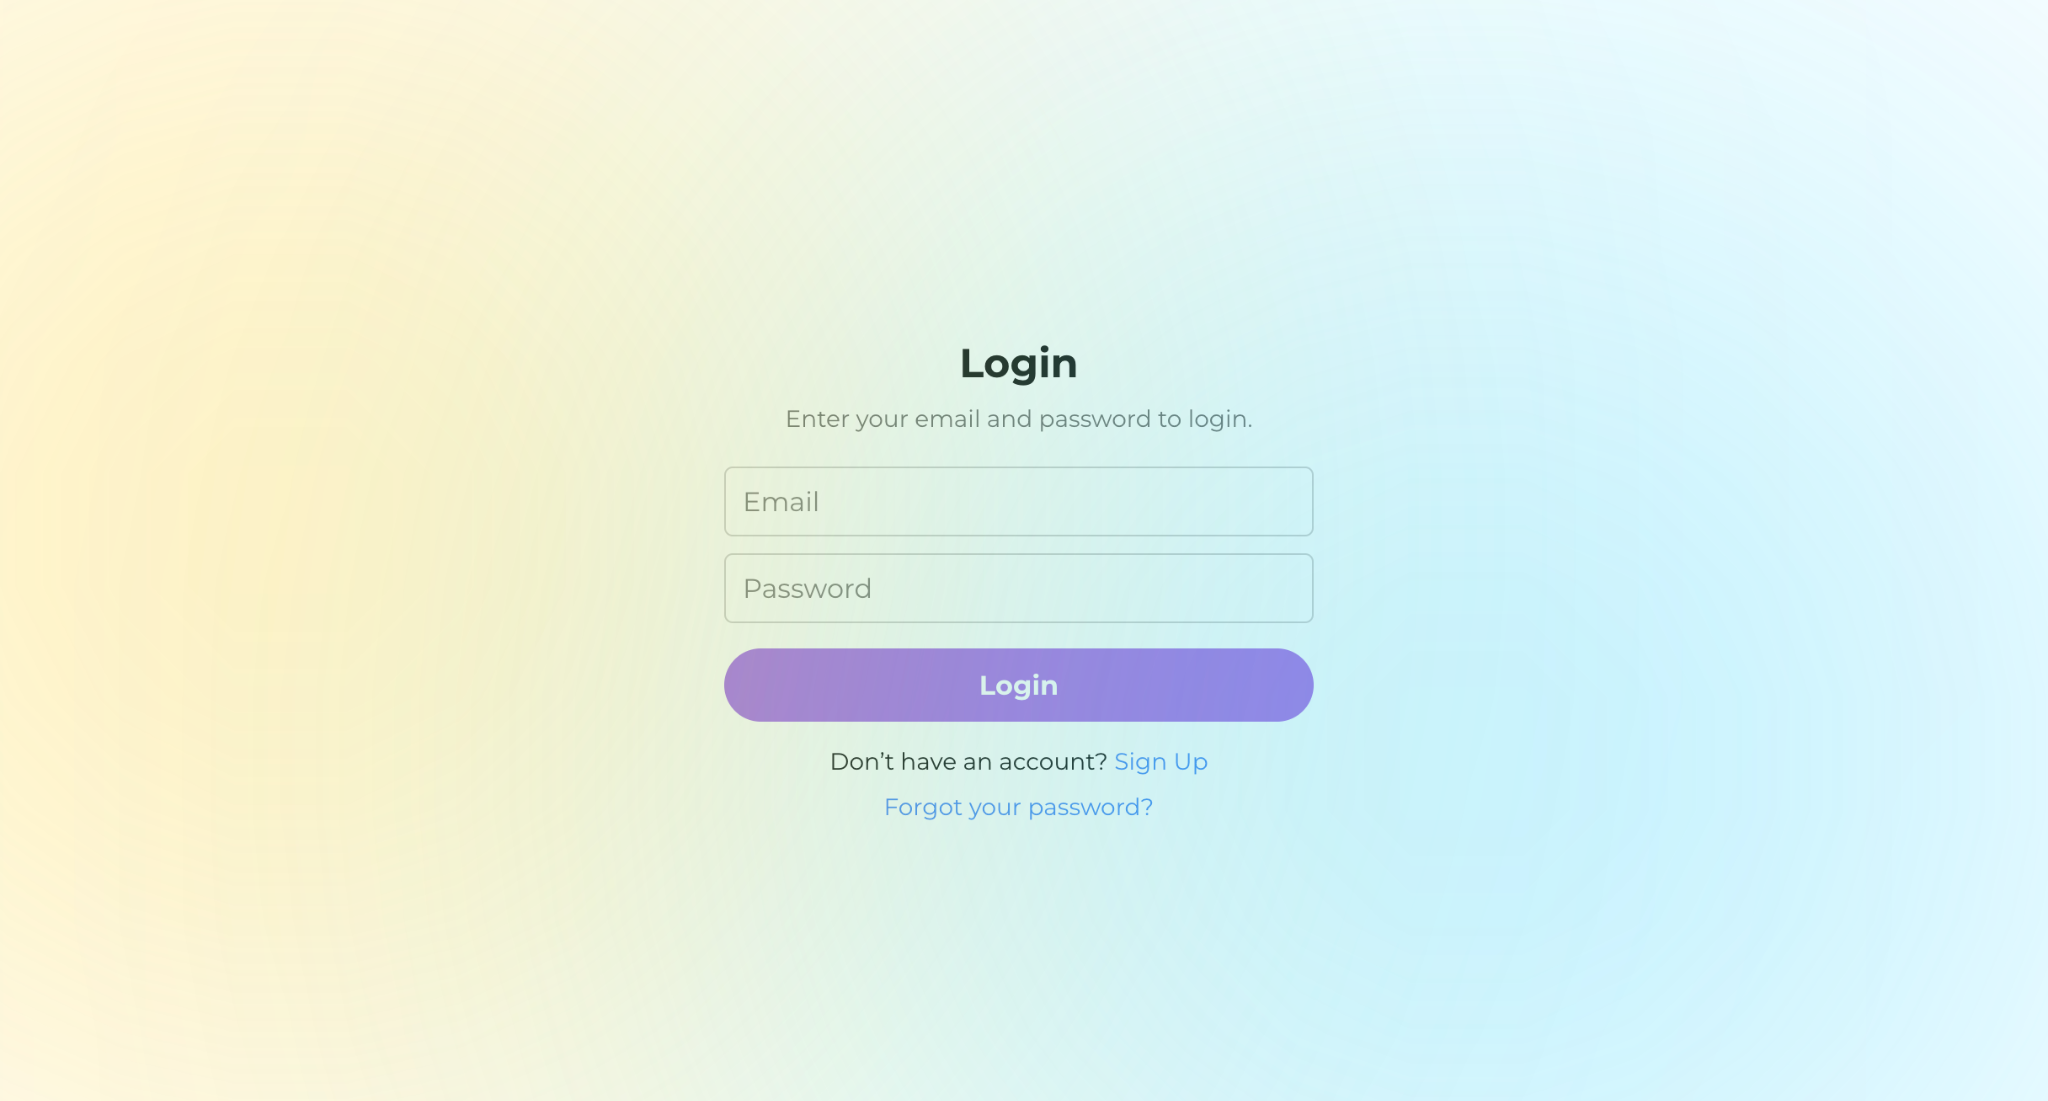 Login
Enter your email and password to login.
Email
Password
Login
Don’t have an account? Sign Up
Forgot your password?